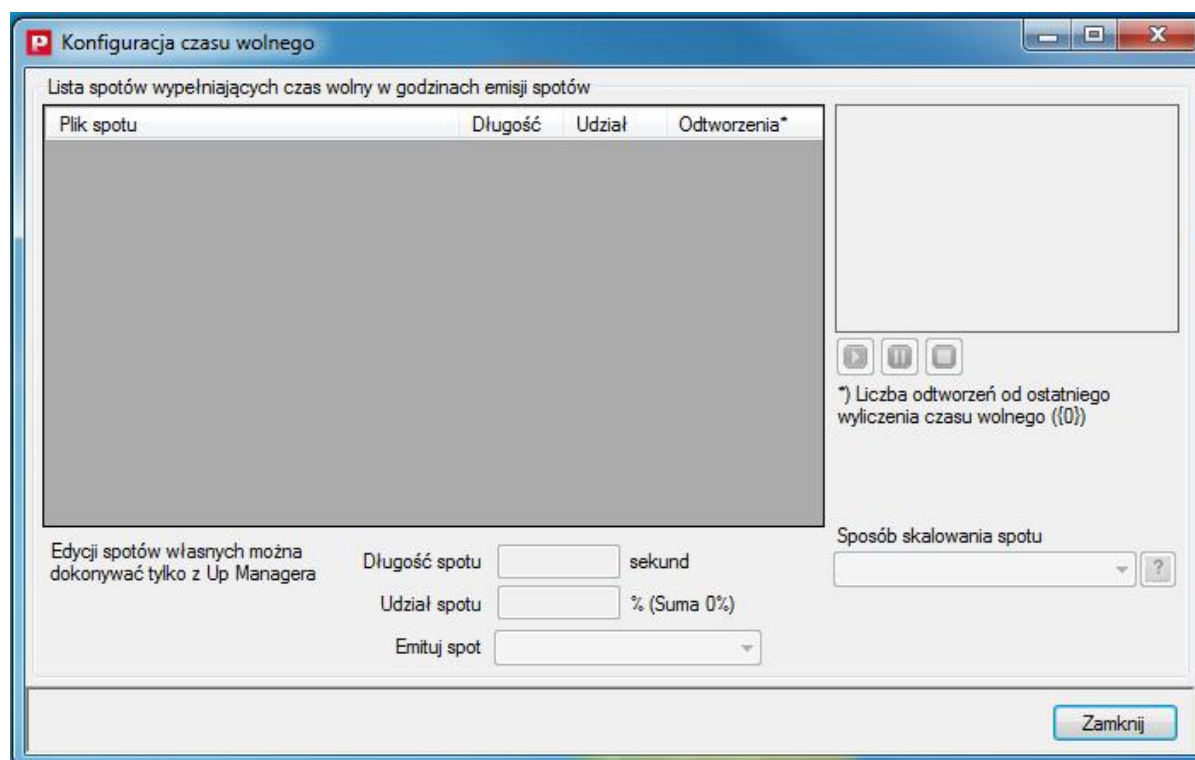 P Konfiguracja czasu wolnego
Lista spotów wypełniających czas wolny w godzinach emisji spotów
Plik spotu Długość Udział Odtworzenia*
*) Liczba odtworzeń od ostatniego
wyliczenia czasu wolnego ({0})
Edycji spotów własnych można
dokonywać tylko z Up Managera
Długość spotu sekund
Udział spotu % (Suma 0%)
Emituj spot
Sposób skalowania spotu
?
Zamknij